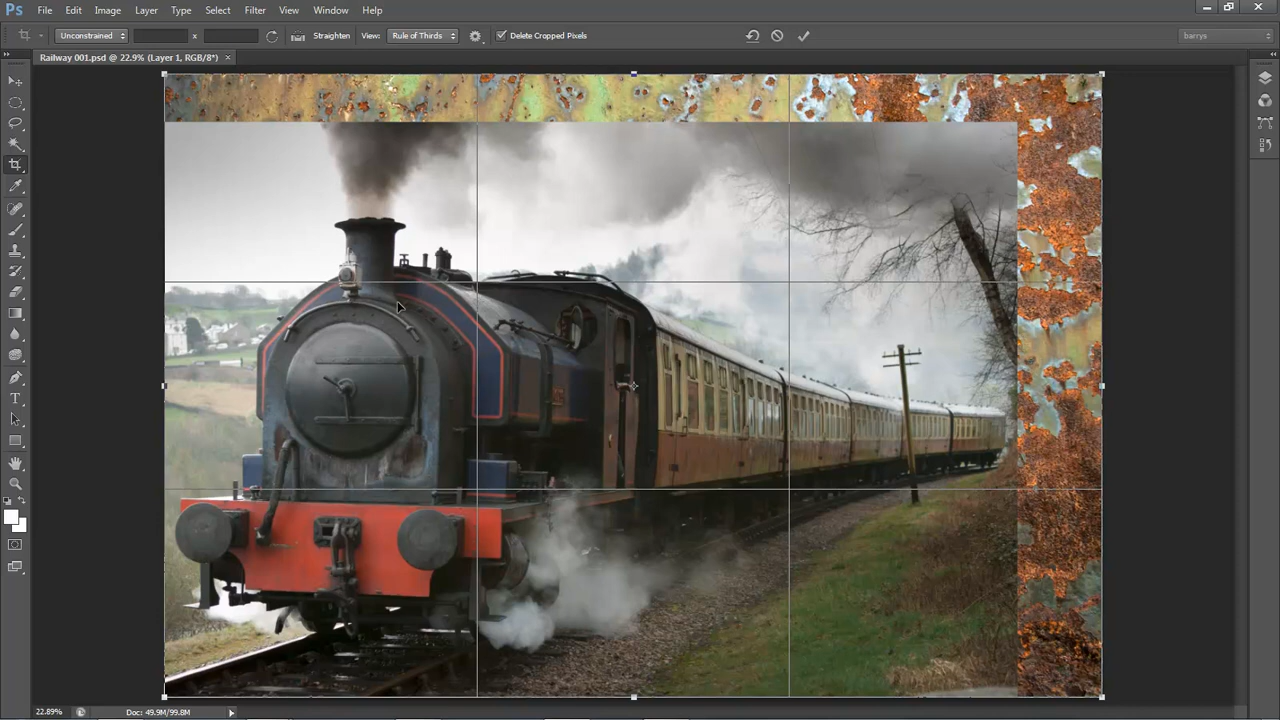 Ps File Edit Image Layer Type Select Filter View Window Help
Unconstrained x Straighten View: Rule of Thirds Delete Cropped Pixels barrys
Railway 001.psd @ 22.9% (Layer 1, RGB/8*) ×
T
22.89% Doc: 49.9M/99.8M